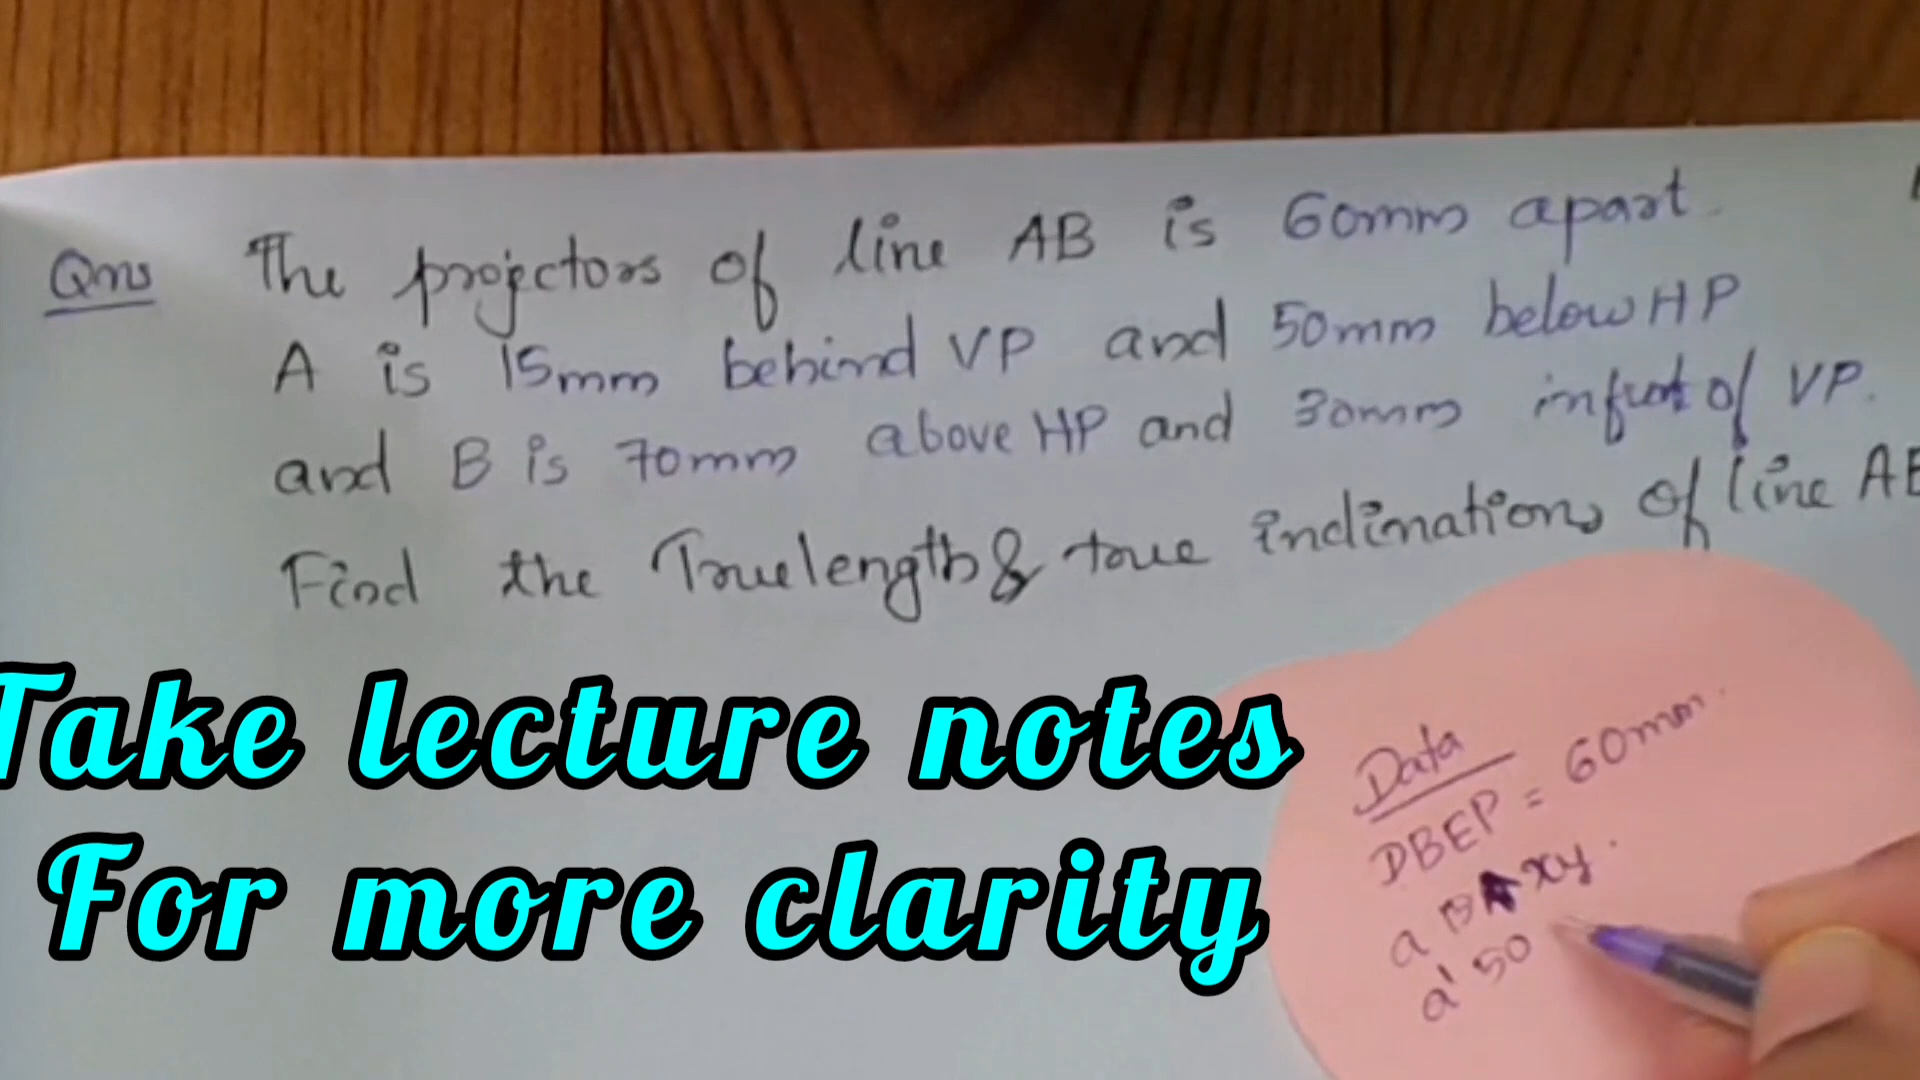 Qns The projectors of line AB is 60mm apart.
A is 15mm behind VP and 50mm below HP
and B is 70mm above HP and 30mm infront of VP.
Find the True length & true inclinations of line AB
Take lecture notes
For more clarity
Data
DBEP = 60mm.
a xy.
a' 50